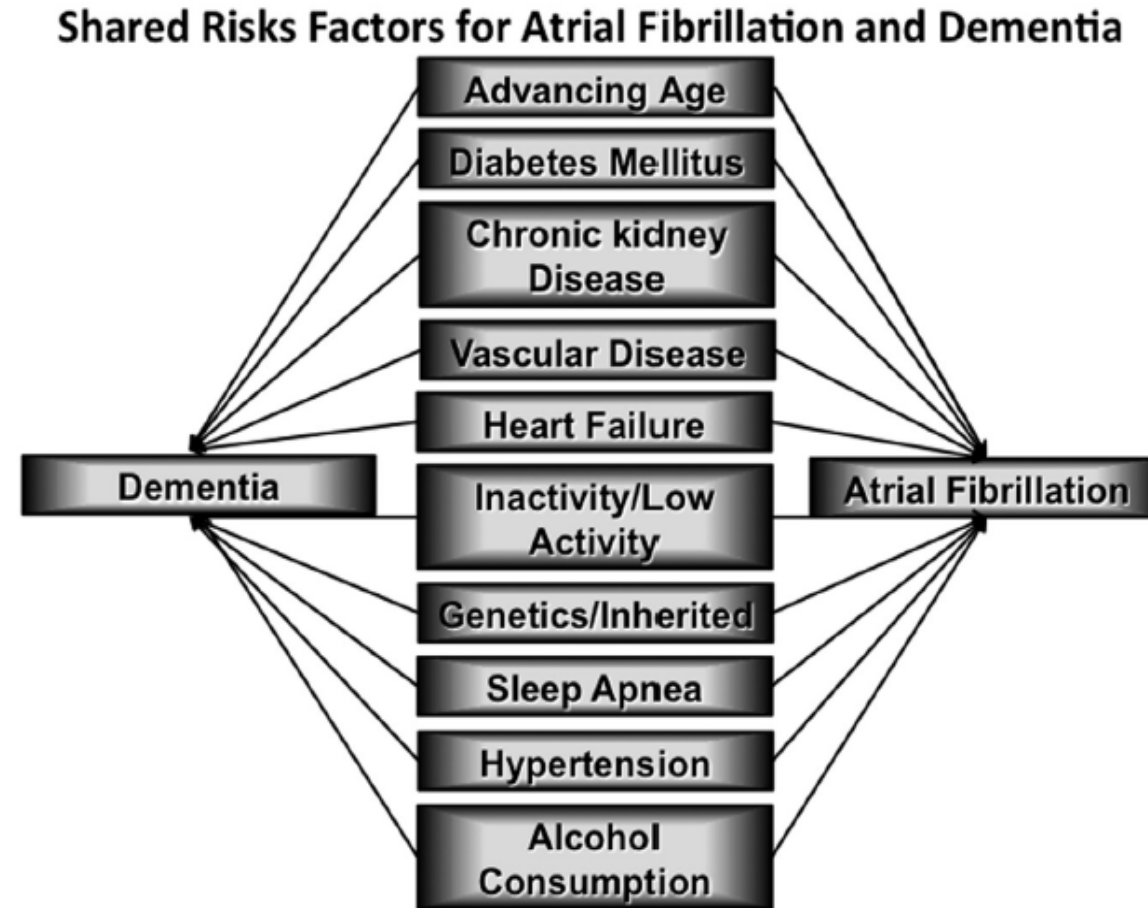 Shared Risks Factors for Atrial Fibrillation and Dementia
Advancing Age
Diabetes Mellitus
Chronic kidney
Disease
Vascular Disease
Heart Failure
Dementia
Inactivity/Low
Activity
Atrial Fibrillation
Genetics/Inherited
Sleep Apnea
Hypertension
Alcohol
Consumption